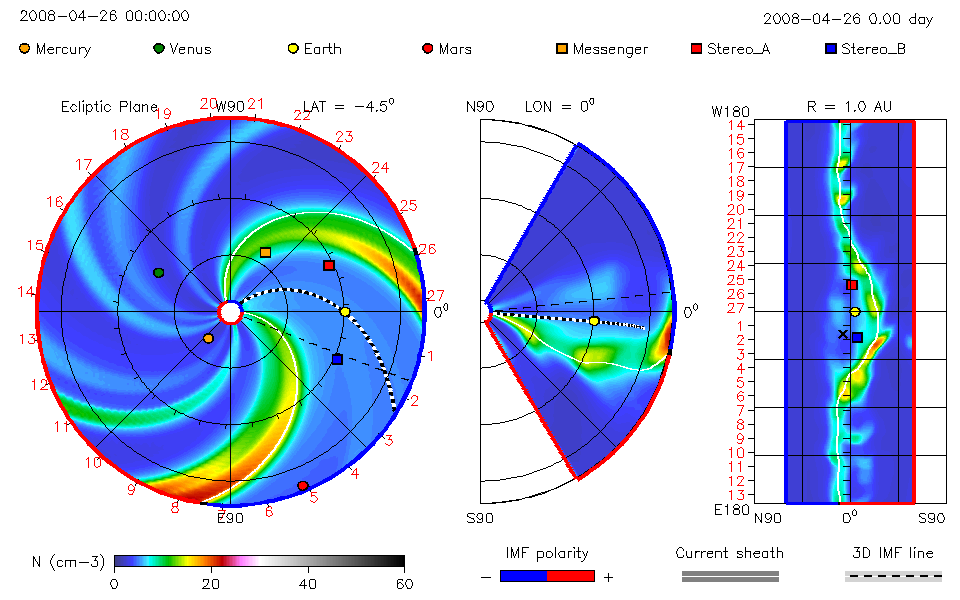 2008-04-26 00:00:00
2008-04-26 0.00 day
Mercury Venus Earth Mars Messenger Stereo_A Stereo_B
Ecliptic Plane W90 LAT = -4.5⁰
N90 LON = 0⁰
R = 1.0 AU
W180
20 21 22 23 24 25 26 27 0⁰
19 18 17 16 15 14 13 12 11 10 9 8 7 6 5 4 3 2 1
E90
0⁰
S90
14 15 16 17 18 19 20 21 22 23 24 25 26 27 1 2 3 4 5 6 7 8 9 10 11 12 13
E180
N90 0⁰ S90
N (cm-3)
0 20 40 60
IMF polarity
- +
Current sheath
3D IMF line